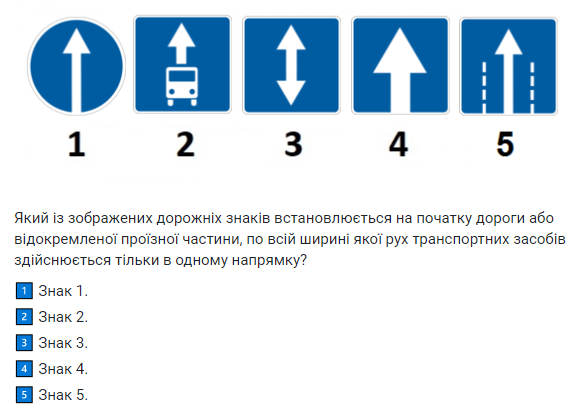 1 2 3 4 5
Який із зображених дорожніх знаків встановлюється на початку дороги або
відокремленої проїзної частини, по всій ширині якої рух транспортних засобів
здійснюється тільки в одному напрямку?
1 Знак 1.
2 Знак 2.
3 Знак 3.
4 Знак 4.
5 Знак 5.